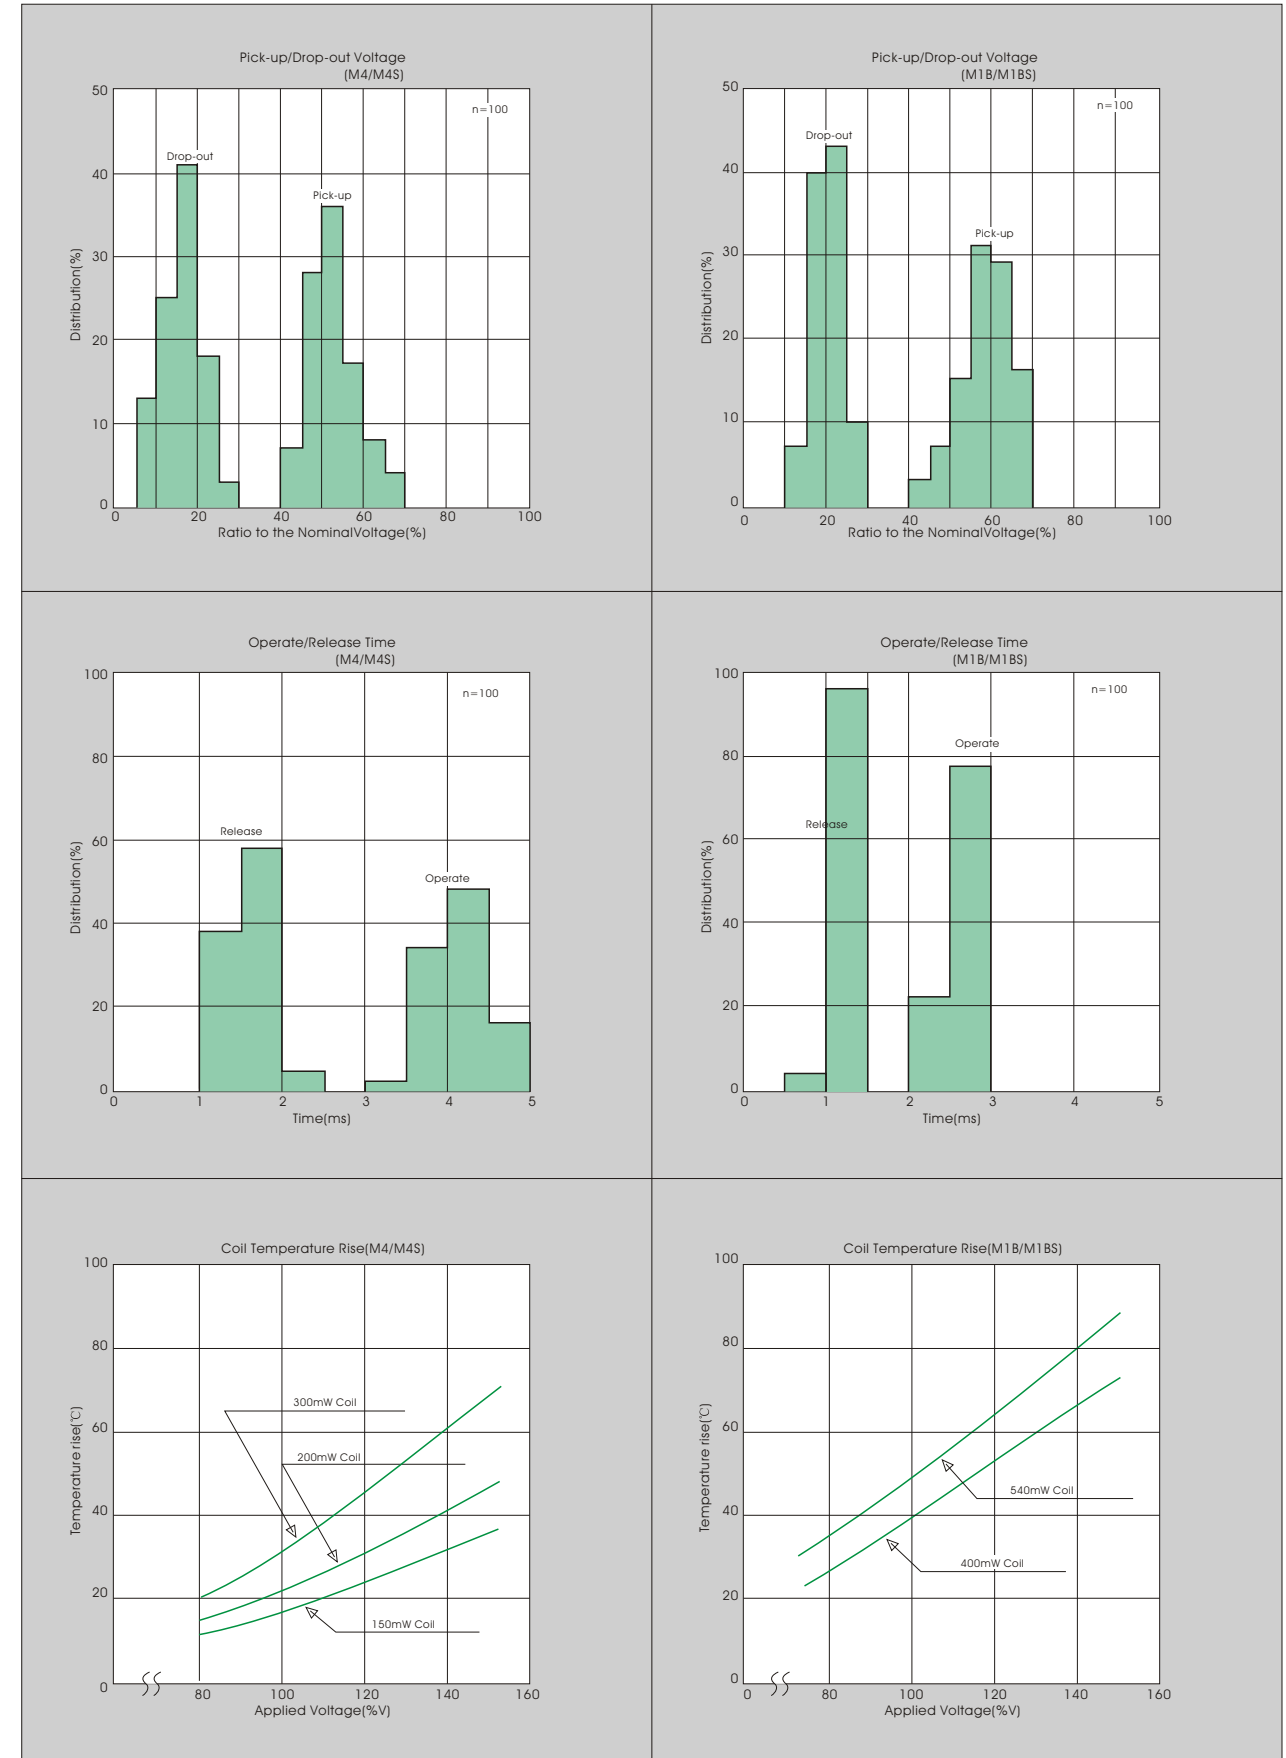 Pick-up/Drop-out Voltage
(M4/M4S)
50
n=100
Drop-out
40
Pick-up
30
Distribution(%)
20
10
0
0 20 40 60 80 100
Ratio to the NominalVoltage(%)
Pick-up/Drop-out Voltage
(M1B/M1BS)
50
n=100
Drop-out
40
Pick-up
30
Distribution(%)
20
10
0
0 20 40 60 80 100
Ratio to the NominalVoltage(%)
Operate/Release Time
(M4/M4S)
100
n=100
80
Release
60
Operate
Distribution(%)
40
20
0
0 1 2 3 4 5
Time(ms)
Operate/Release Time
(M1B/M1BS)
100
n=100
Operate
80
Release
60
Distribution(%)
40
20
0
0 1 2 3 4 5
Time(ms)
Coil Temperature Rise(M4/M4S)
100
80
300mW Coil
60
200mW Coil
Temperature rise(℃)
40
20
150mW Coil
0
80 100 120 140 160
Applied Voltage(%V)
Coil Temperature Rise(M1B/M1BS)
100
80
60
Temperature rise(℃)
540mW Coil
40
400mW Coil
20
0
0 80 100 120 140 160
Applied Voltage(%V)